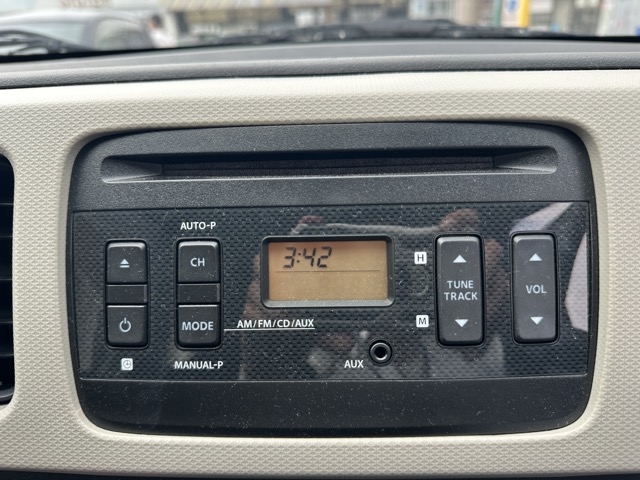 AUTO-P
CH
3:42
H
TUNE
TRACK
VOL
MODE
AM/FM/CD/AUX
M
MANUAL-P
AUX